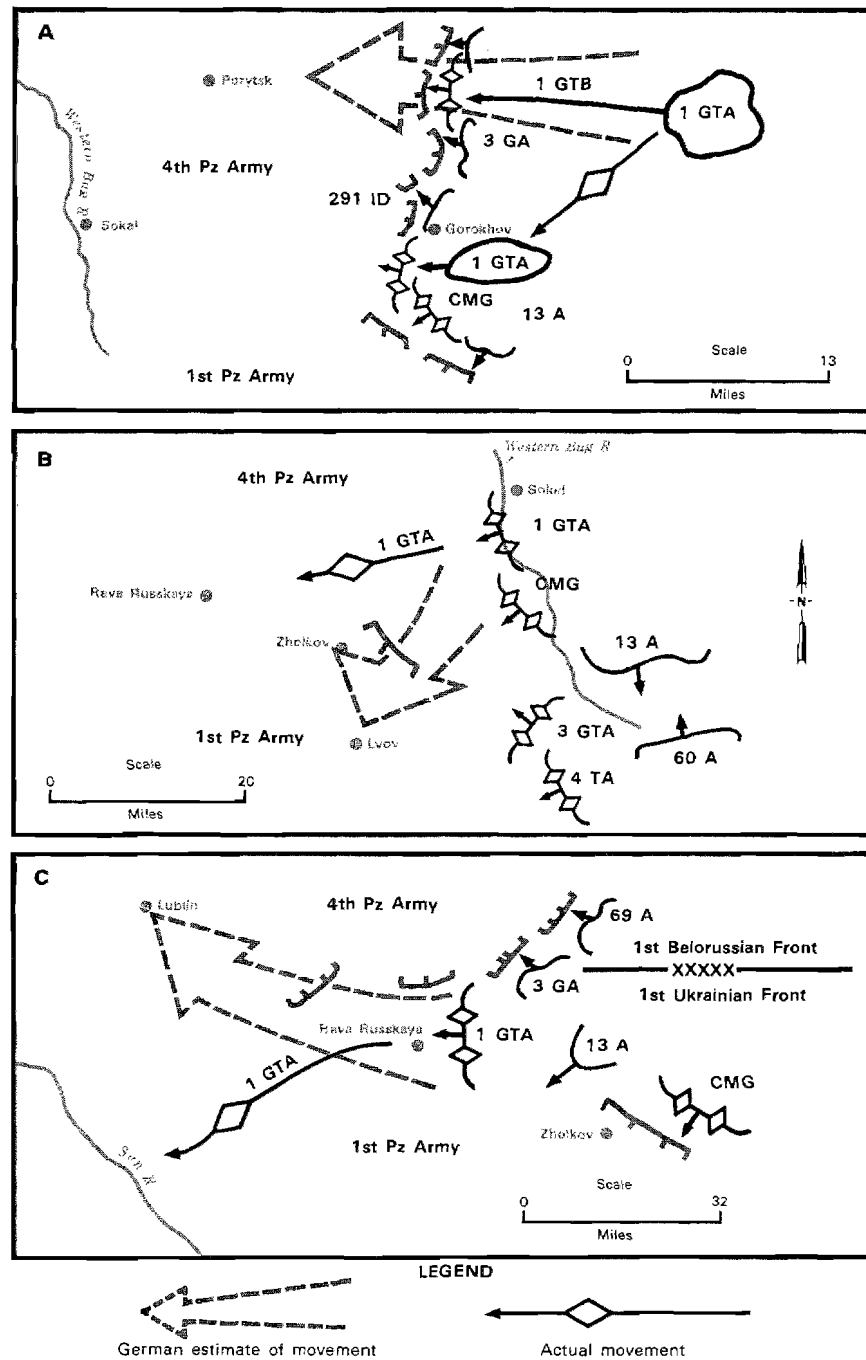 A
Porytsk
1 GTB
1 GTA
3 GA
Western Bug R
4th Pz Army
291 ID
Sokal
Gorokhov
1 GTA
CMG
13 A
1st Pz Army
0 Scale 13
Miles
B
Western Bug R
4th Pz Army
Sokal
1 GTA
1 GTA
Rava Russkaya
CMG
-N-
Zholkov
13 A
1st Pz Army
Lvov
3 GTA
60 A
4 TA
Scale
0 20
Miles
C
Lublin
4th Pz Army
69 A
1st Belorussian Front
XXXXX
3 GA
1st Ukrainian Front
Rava Russkaya
1 GTA
1 GTA
13 A
CMG
1st Pz Army
Zholkov
San R
Scale
0 32
Miles
LEGEND
German estimate of movement
Actual movement